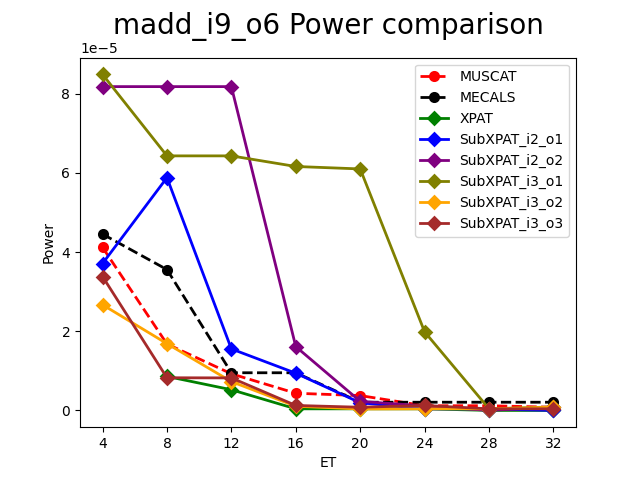 madd_i9_o6 Power comparison
1e−5
8
6
4
2
0
Power
4 8 12 16 20 24 28 32
ET
MUSCAT
MECALS
XPAT
SubXPAT_i2_o1
SubXPAT_i2_o2
SubXPAT_i3_o1
SubXPAT_i3_o2
SubXPAT_i3_o3